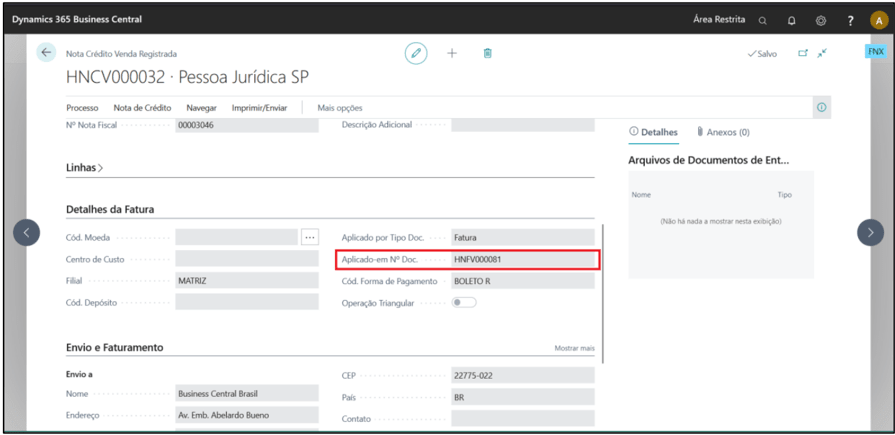 Dynamics 365 Business Central
Área Restrita
?
A
FNX
Nota Crédito Venda Registrada
Salvo
HNCV000032 · Pessoa Jurídica SP
Processo Nota de Crédito Navegar Imprimir/Enviar Mais opções
Nº Nota Fiscal 00003046 Descrição Adicional
Detalhes Anexos (0)
Linhas
Arquivos de Documentos de Ent...
Nome Tipo
(Não há nada a mostrar nesta exibição)
Detalhes da Fatura
Cód. Moeda ... Aplicado por Tipo Doc. Fatura
Centro de Custo Aplicado-em Nº Doc. HNFV000081
Filial MATRIZ Cód. Forma de Pagamento BOLETO R
Cód. Depósito Operação Triangular
Envio e Faturamento Mostrar mais
Envio a CEP 22775-022
Nome Business Central Brasil País BR
Endereço Av. Emb. Abelardo Bueno Contato